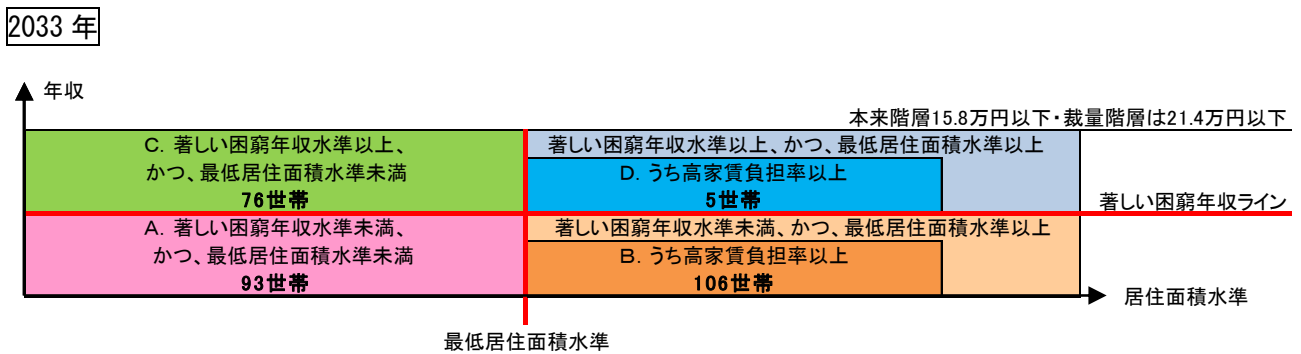 2033 年
年収
本来階層15.8万円以下・裁量階層は21.4万円以下
C. 著しい困窮年収水準以上、
かつ、最低居住面積水準未満
76世帯
著しい困窮年収水準以上、かつ、最低居住面積水準以上
D. うち高家賃負担率以上
5世帯
著しい困窮年収ライン
A. 著しい困窮年収水準未満、
かつ、最低居住面積水準未満
93世帯
著しい困窮年収水準未満、かつ、最低居住面積水準以上
B. うち高家賃負担率以上
106世帯
居住面積水準
最低居住面積水準